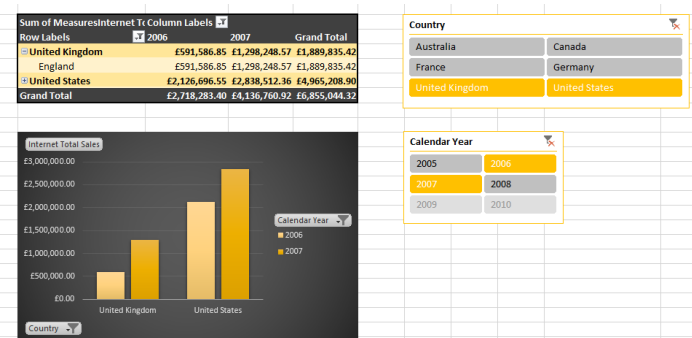 Sum of MeasuresInternet To Column Labels
Row Labels 2006 2007 Grand Total
United Kingdom £591,586.85 £1,298,248.57 £1,889,835.42
England £591,586.85 £1,298,248.57 £1,889,835.42
United States £2,126,696.55 £2,838,512.36 £4,965,208.90
Grand Total £2,718,283.40 £4,136,760.92 £6,855,044.32
Country
Australia Canada
France Germany
United Kingdom United States
Internet Total Sales
£3,000,000.00
£2,500,000.00
£2,000,000.00
£1,500,000.00
£1,000,000.00
£500,000.00
£0.00
United Kingdom United States
Calendar Year
2006
2007
Country
Calendar Year
2005 2006
2007 2008
2009 2010